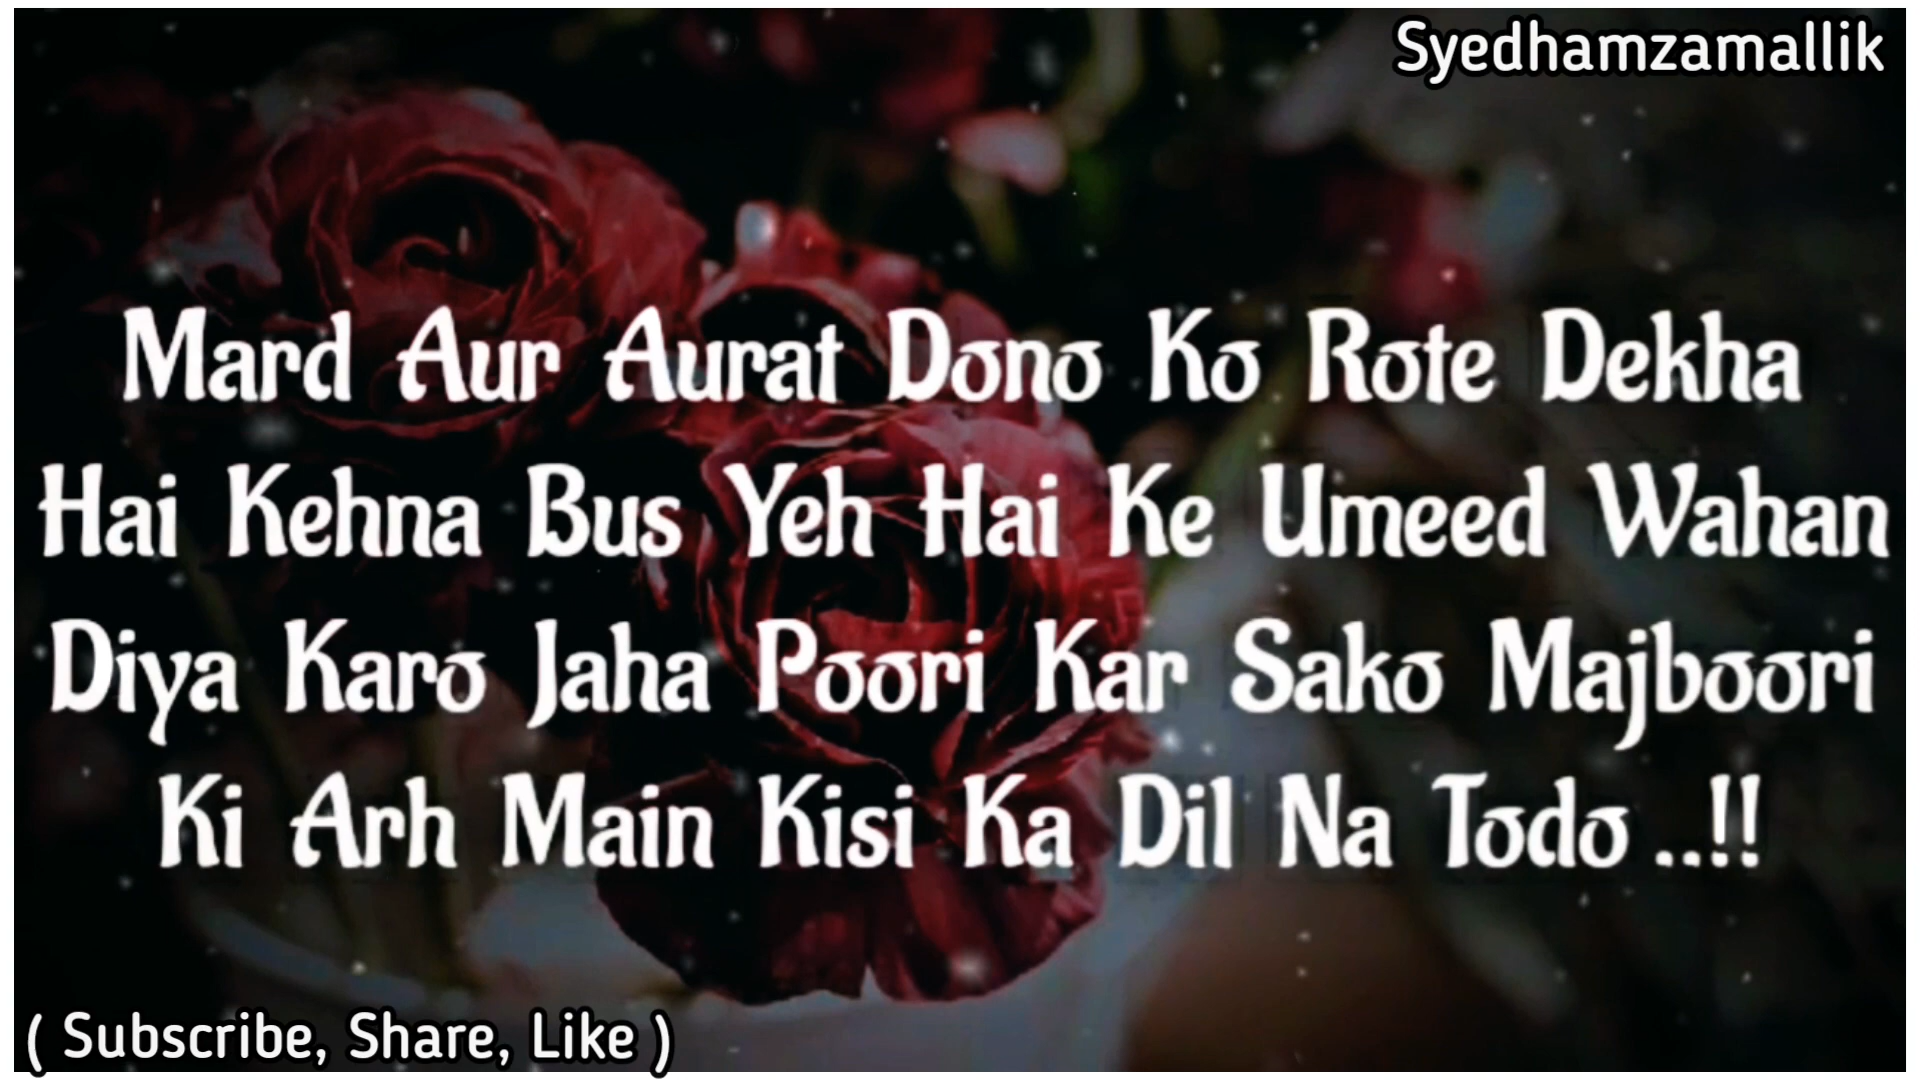 Syedhamzamallik
Mard Aur Aurat Dono Ko Rote Dekha
Hai Kehna Bus Yeh Hai Ke Umeed Wahan
Diya Karo Jaha Poori Kar Sako Majboori
Ki Arh Main Kisi Ka Dil Na Todo ..!!
( Subscribe, Share, Like )